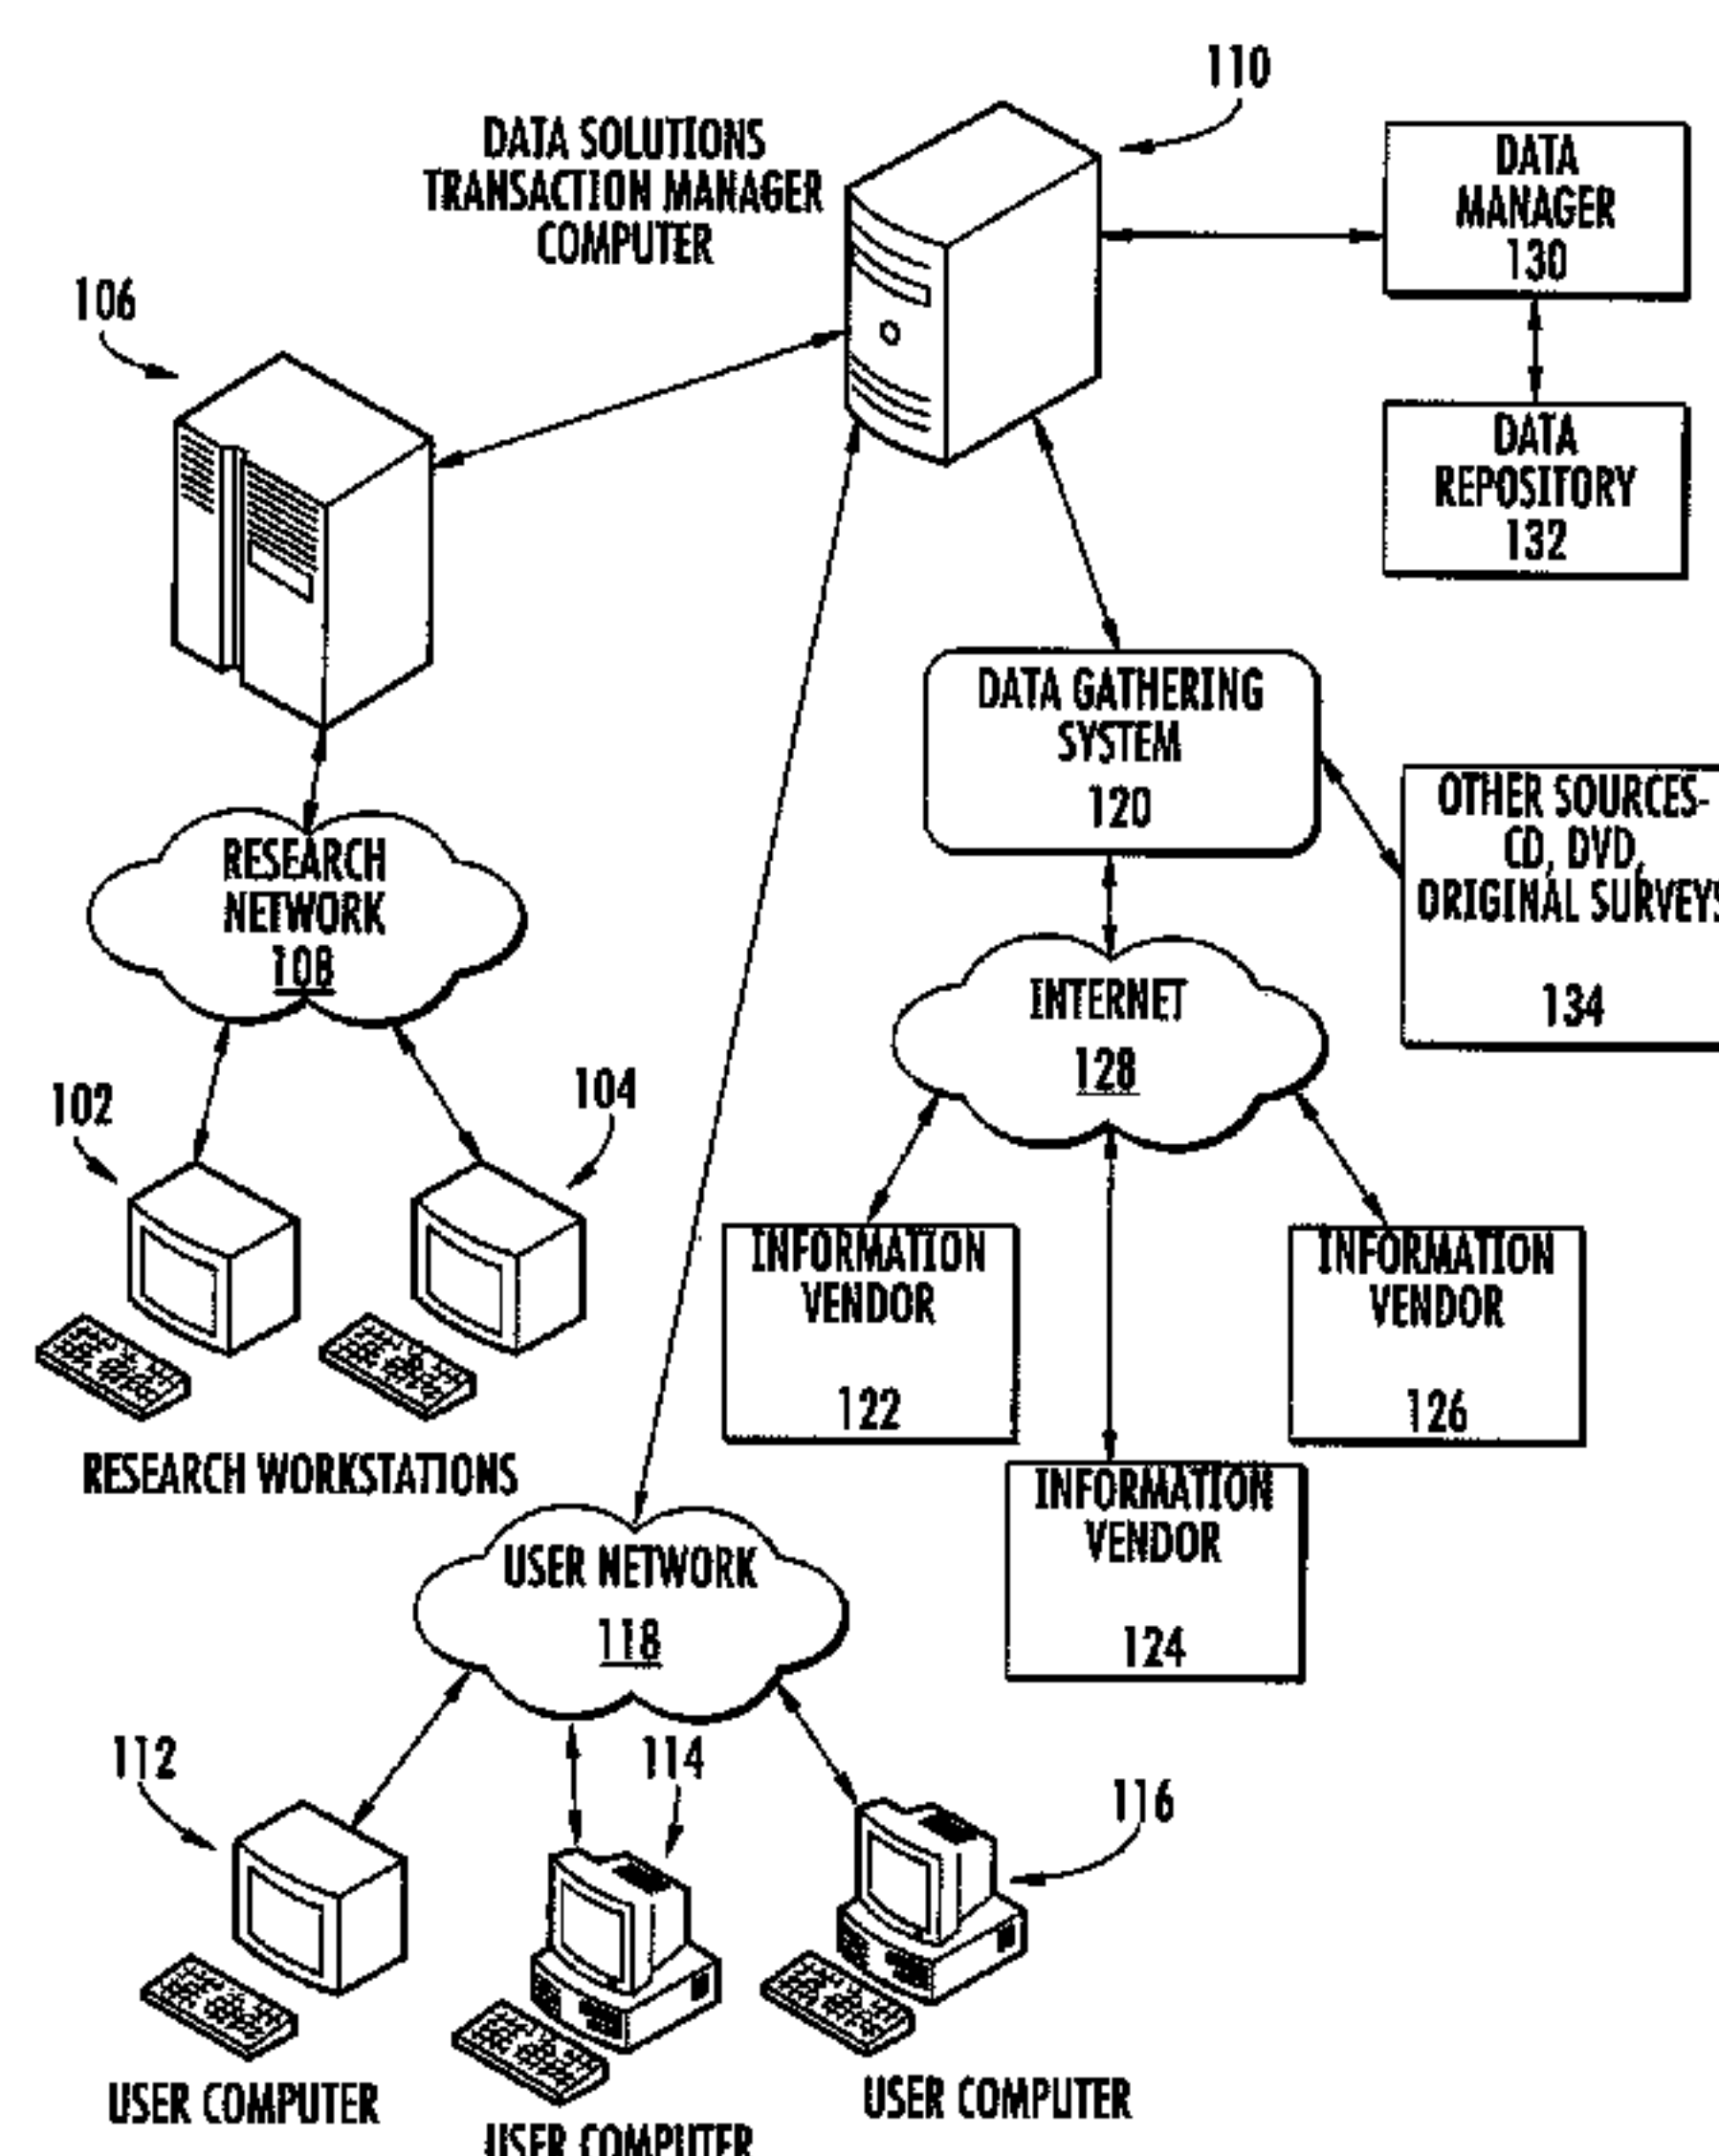 110
DATA SOLUTIONS
TRANSACTION MANAGER
COMPUTER
DATA
MANAGER
130
106
DATA
REPOSITORY
132
DATA GATHERING
SYSTEM
120
OTHER SOURCES-
CD, DVD,
ORIGINAL SURVEYS
134
RESEARCH
NETWORK
108
INTERNET
128
102
104
INFORMATION
VENDOR
122
INFORMATION
VENDOR
126
RESEARCH WORKSTATIONS
INFORMATION
VENDOR
124
USER NETWORK
118
112
114
116
USER COMPUTER
USER COMPUTER
USER COMPUTER